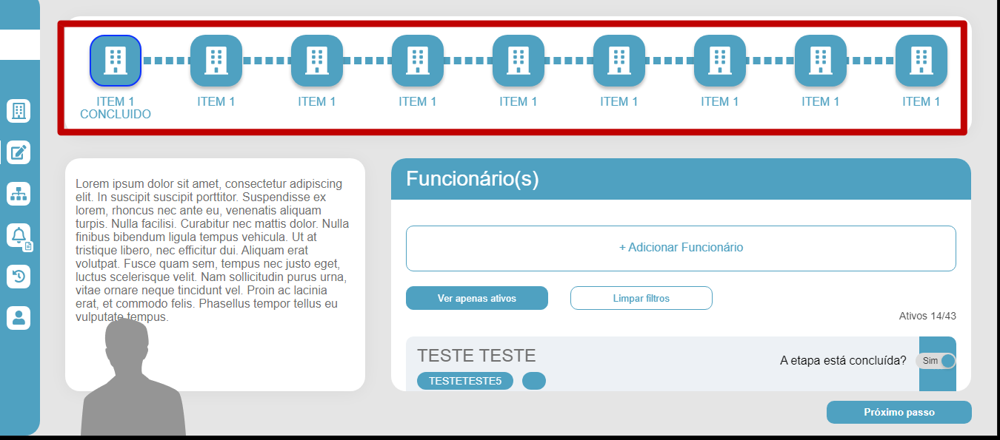 ITEM 1
CONCLUIDO
ITEM 1
ITEM 1
ITEM 1
ITEM 1
ITEM 1
ITEM 1
ITEM 1
ITEM 1
Lorem ipsum dolor sit amet, consectetur adipiscing
elit. In suscipit suscipit porttitor. Suspendisse ex
lorem, rhoncus nec ante eu, venenatis aliquam
turpis. Nulla facilisi. Curabitur nec mattis dolor. Nulla
finibus bibendum ligula tempus vehicula. Ut at
tristique libero, nec efficitur dui. Aliquam erat
volutpat. Fusce quam sem, tempus nec justo eget,
luctus scelerisque velit. Nam sollicitudin purus urna,
vitae ornare neque tincidunt vel. Proin ac lacinia
erat, et commodo felis. Phasellus tempor tellus eu
vulputate tempus.
Funcionário(s)
+ Adicionar Funcionário
Ver apenas ativos
Limpar filtros
Ativos 14/43
TESTE TESTE
A etapa está concluída?
Sim
TESTETESTE5
Próximo passo